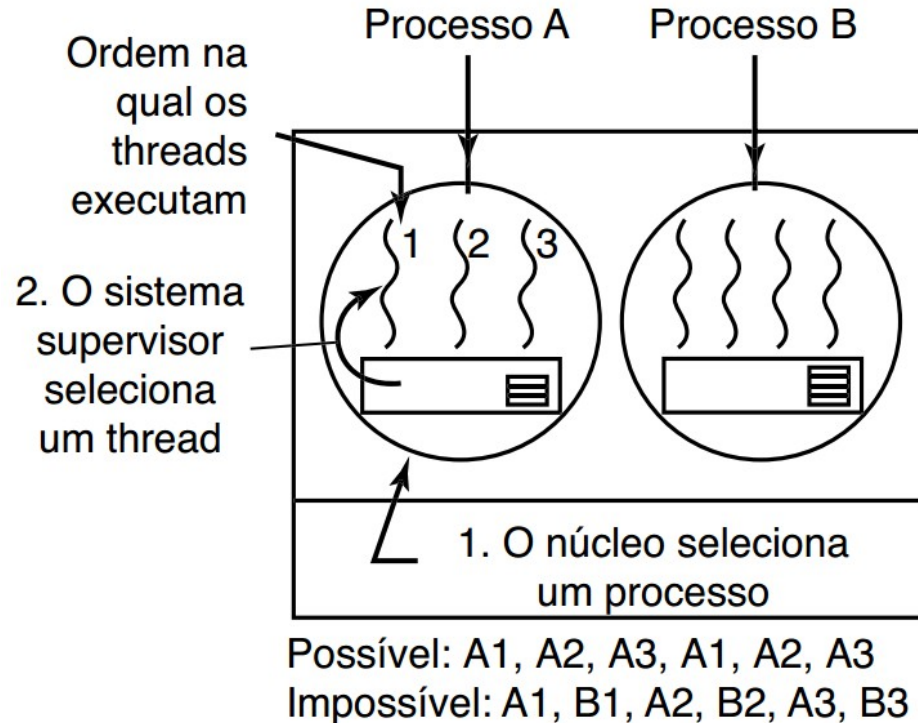 Processo A
Processo B
Ordem na
qual os
threads
executam
1
2
3
2. O sistema
supervisor
seleciona
um thread
1. O núcleo seleciona
um processo
Possível: A1, A2, A3, A1, A2, A3
Impossível: A1, B1, A2, B2, A3, B3